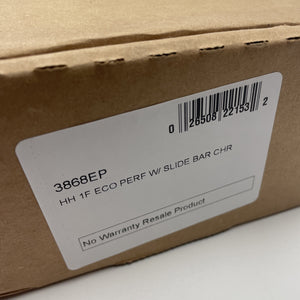 0 26508 22153 2
3868EP
HH 1F ECO PERF W/ SLIDE BAR CHR
No Warranty Resale Product